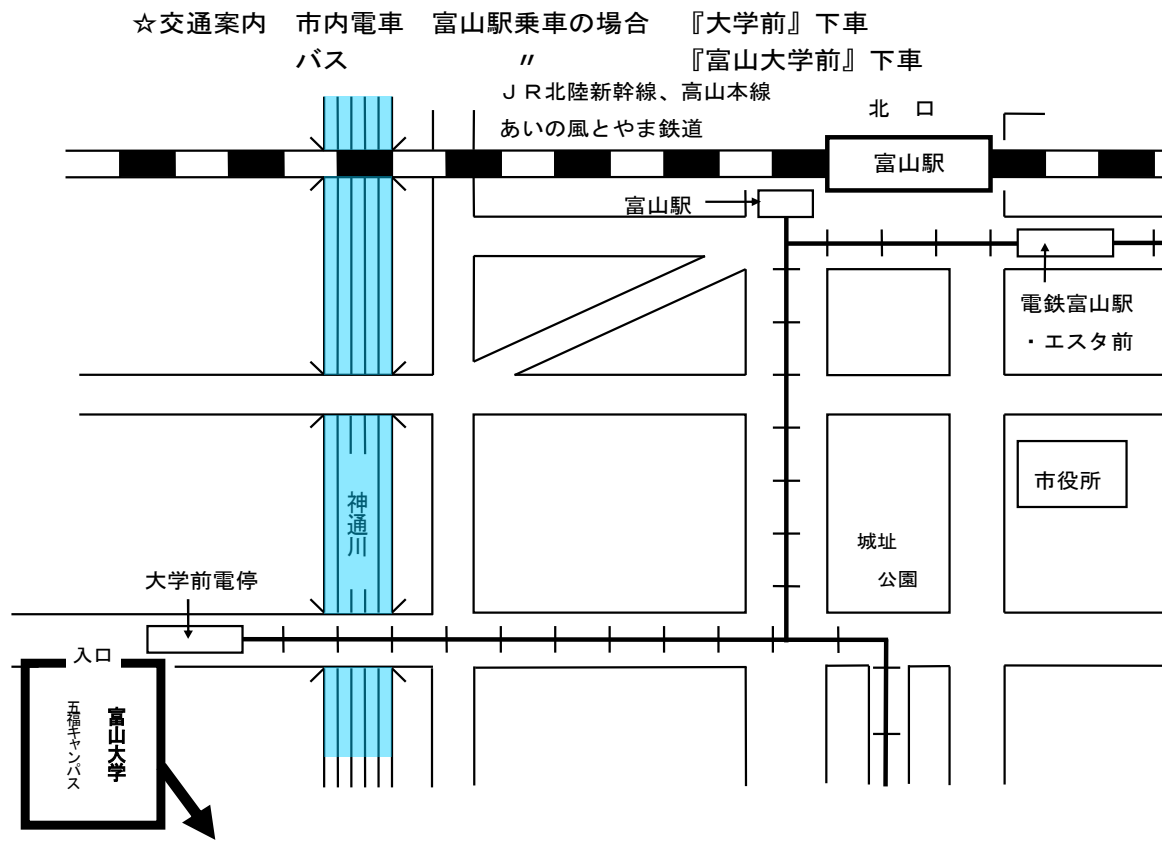 ☆交通案内　市内電車　富山駅乗車の場合　『大学前』下車
バス　〃　『富山大学前』下車
ＪＲ北陸新幹線、高山本線
あいの風とやま鉄道
北　口
富山駅
富山駅
電鉄富山駅
・エスタ前
市役所
神通川
城址
公園
大学前電停
入口
富山大学
五福キャンパス